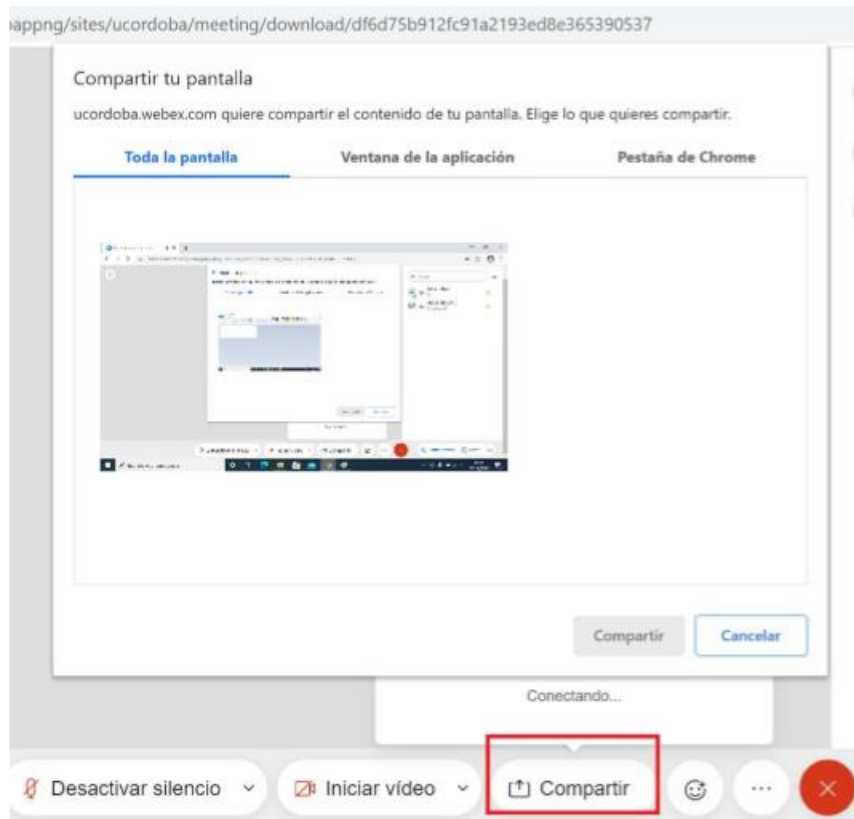 appng/sites/ucordoba/meeting/download/df6d75b912fc91a2193ed8e365390537
Compartir tu pantalla
ucordoba.webex.com quiere compartir el contenido de tu pantalla. Elige lo que quieres compartir.
Toda la pantalla Ventana de la aplicación Pestaña de Chrome
Compartir Cancelar
Conectando...
Desactivar silencio Iniciar vídeo Compartir